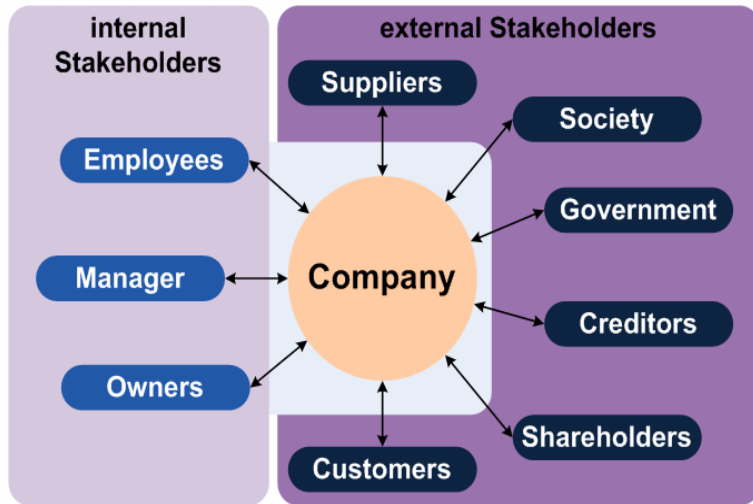 internal
Stakeholders
external Stakeholders
Suppliers
Society
Employees
Government
Manager
Company
Creditors
Owners
Shareholders
Customers